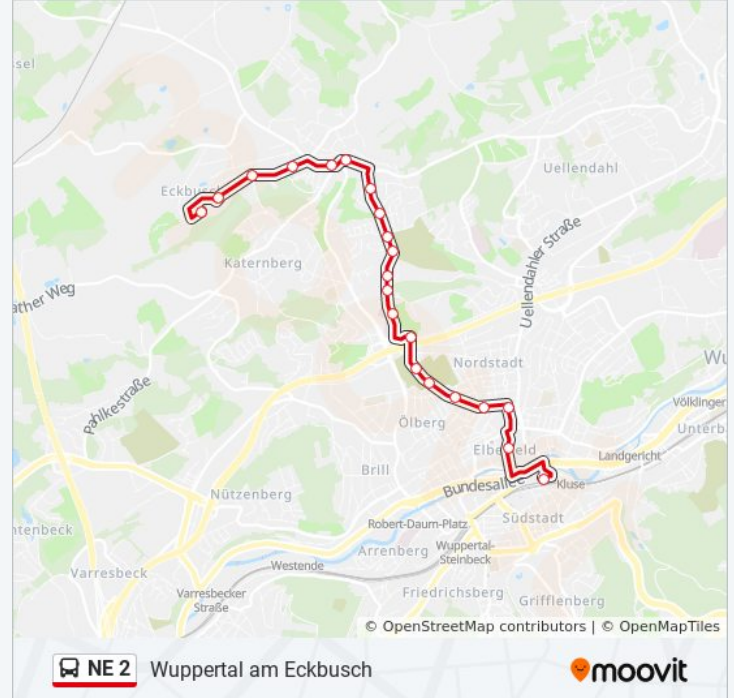 sel
Uellendahl
Eckbusch
Katernberg
Uellendahler Straße
ather Weg
Nordstadt
Wu
Pahlkestraße
Völklinger
Ölberg
Unterb
Elberfeld
Landgericht
Brill
Bundesallee
Kluse
Nützenberg
Südstadt
Robert-Daum-Platz
ntenbeck
Arrenberg
Wuppertal-
Steinbeck
Westende
Varresbeck
Varresbecker
Straße
Friedrichsberg
Grifflenberg
© OpenStreetMap contributors | © OpenMapTiles
NE 2 Wuppertal am Eckbusch
moovit